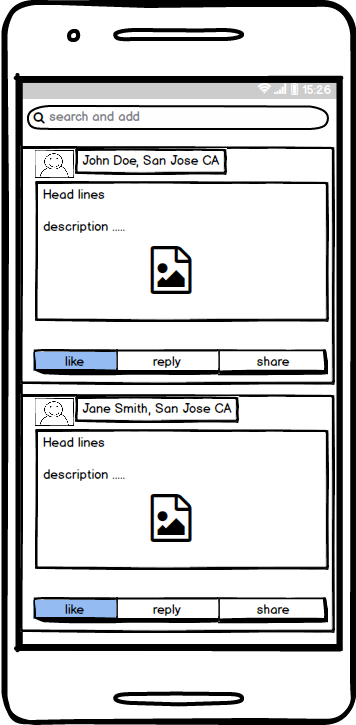 15:26
search and add
John Doe, San Jose CA
Head lines
description .....
like reply share
Jane Smith, San Jose CA
Head lines
description .....
like reply share